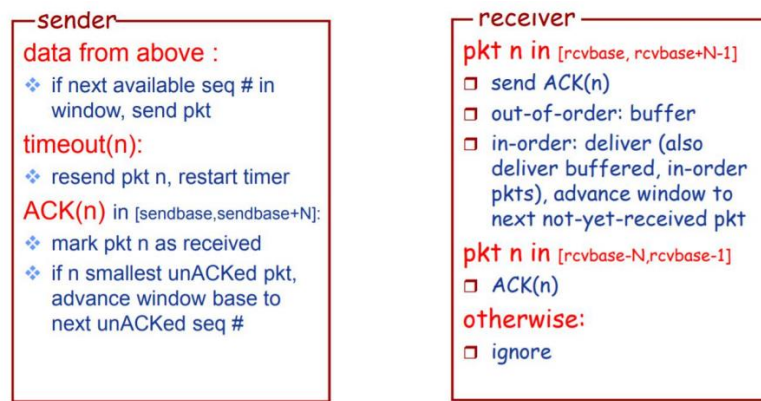 sender
data from above :
if next available seq # in
window, send pkt
timeout(n):
resend pkt n, restart timer
ACK(n) in [sendbase,sendbase+N]:
mark pkt n as received
if n smallest unACKed pkt,
advance window base to
next unACKed seq #
receiver
pkt n in [rcvbase, rcvbase+N-1]
send ACK(n)
out-of-order: buffer
in-order: deliver (also
deliver buffered, in-order
pkts), advance window to
next not-yet-received pkt
pkt n in [rcvbase-N,rcvbase-1]
ACK(n)
otherwise:
ignore